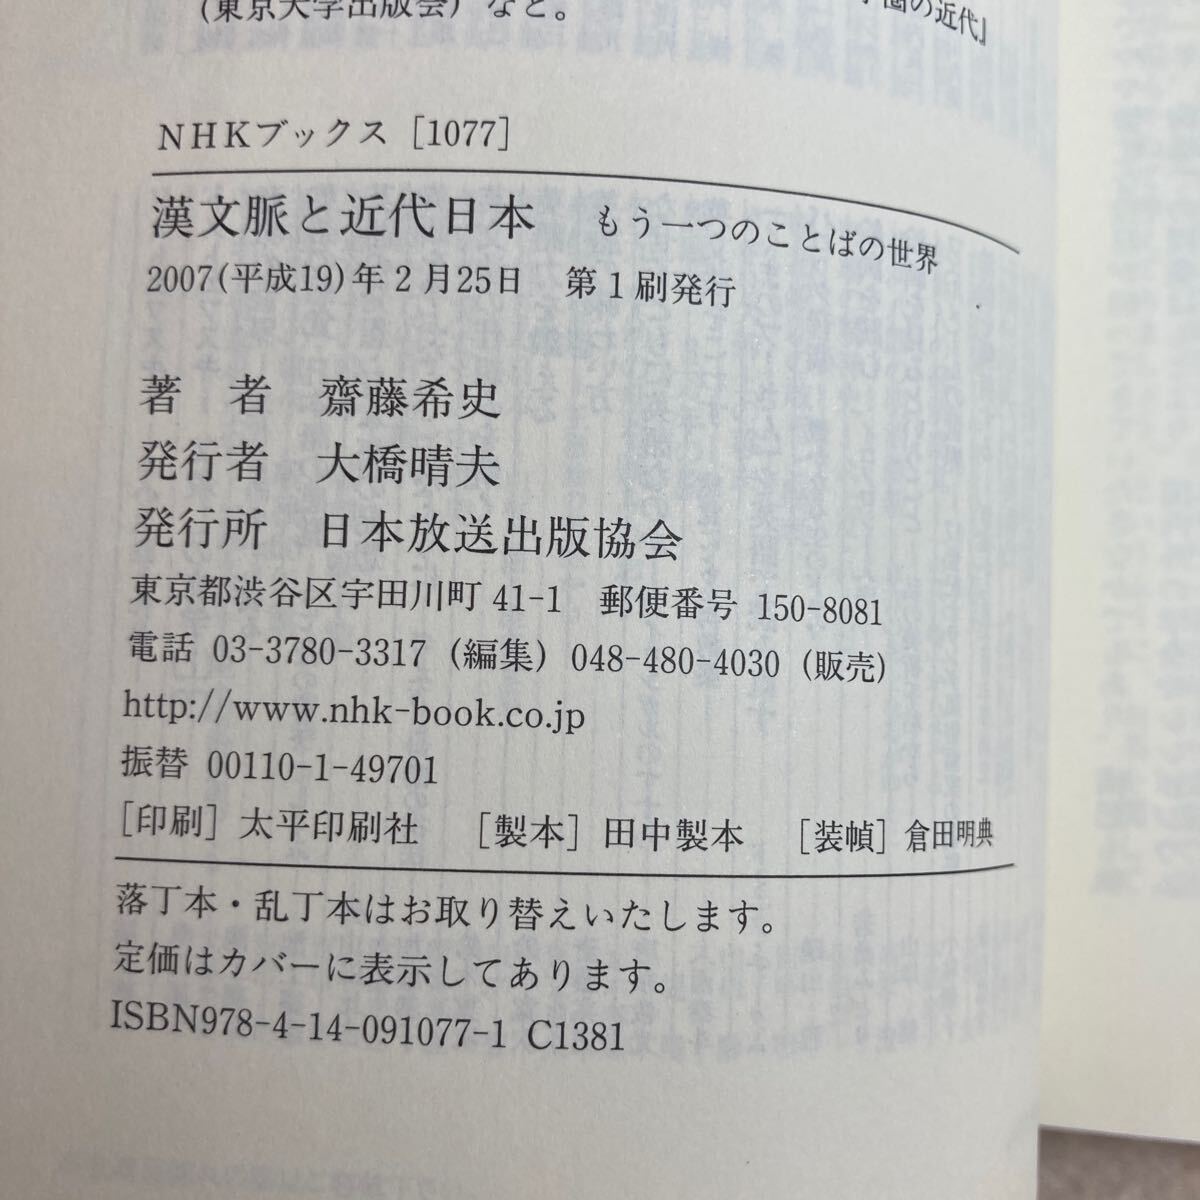 圏の近代』
(東京大学出版会) など。
NHKブックス [1077]
漢文脈と近代日本 もう一つのことばの世界
2007(平成19)年2月25日 第1刷発行
著 者 齋藤希史
発行者 大橋晴夫
発行所 日本放送出版協会
東京都渋谷区宇田川町 41-1 郵便番号 150-8081
電話 03-3780-3317 (編集) 048-480-4030 (販売)
http://www.nhk-book.co.jp
振替 00110-1-49701
[印刷] 太平印刷社 [製本] 田中製本 [装幀] 倉田明典
落丁本・乱丁本はお取り替えいたします。
定価はカバーに表示してあります。
ISBN978-4-14-091077-1 C1381